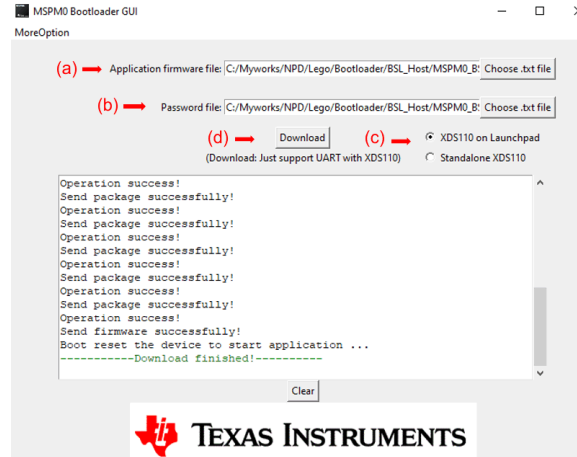 MSPM0 Bootloader GUI
MoreOption
(a) Application firmware file: C:/Myworks/NPD/Lego/Bootloader/BSL_Host/MSPM0_BS Choose .txt file
(b) Password file: C:/Myworks/NPD/Lego/Bootloader/BSL_Host/MSPM0_BS Choose .txt file
(d) Download (c) XDS110 on Launchpad
(Download: Just support UART with XDS110) Standalone XDS110
Operation success!
Send package successfully!
Operation success!
Send package successfully!
Operation success!
Send package successfully!
Operation success!
Send package successfully!
Operation success!
Send package successfully!
Operation success!
Send firmware successfully!
Boot reset the device to start application ...
-----------Download finished!----------
Clear
TEXAS INSTRUMENTS